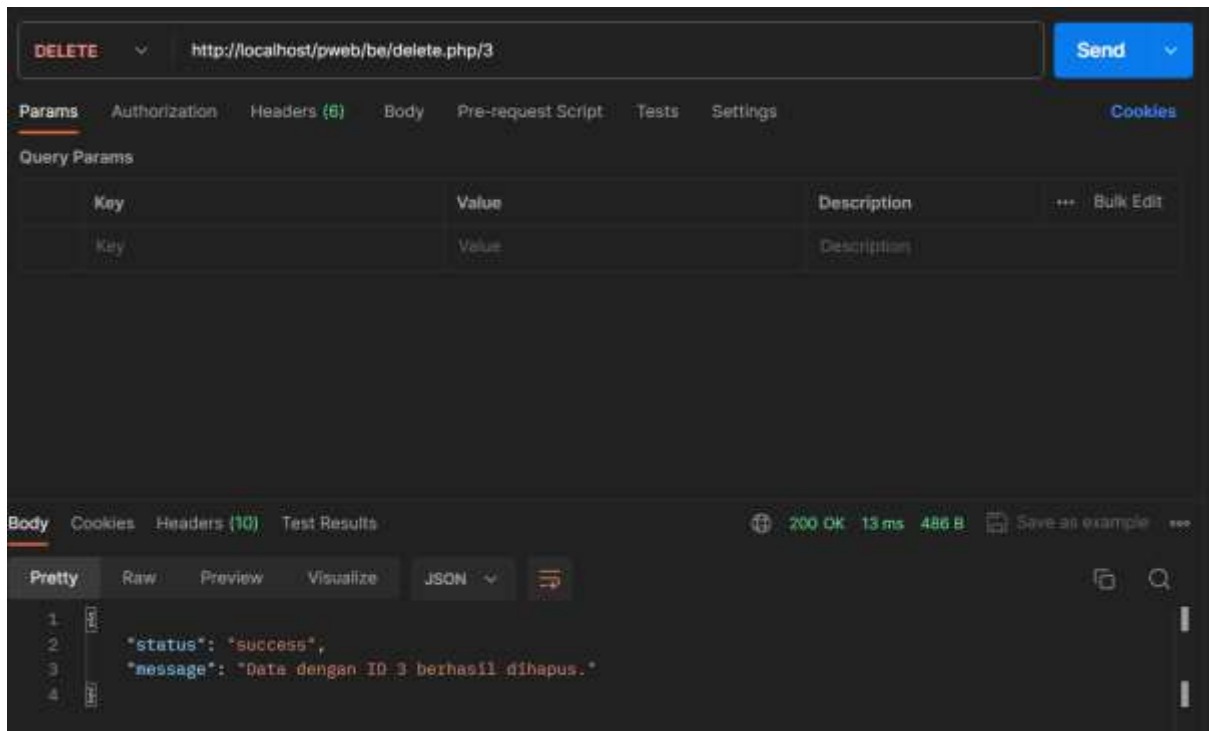 DELETE http://localhost/pweb/be/delete.php/3 Send
Params Authorization Headers (6) Body Pre-request Script Tests Settings Cookies
Query Params
Key Value Description ••• Bulk Edit
Key Value Description
Body Cookies Headers (10) Test Results 200 OK 13 ms 486 B Save as example •••
Pretty Raw Preview Visualize JSON
1 {
2 "status": "success",
3 "message": "Data dengan ID 3 berhasil dihapus."
4 }